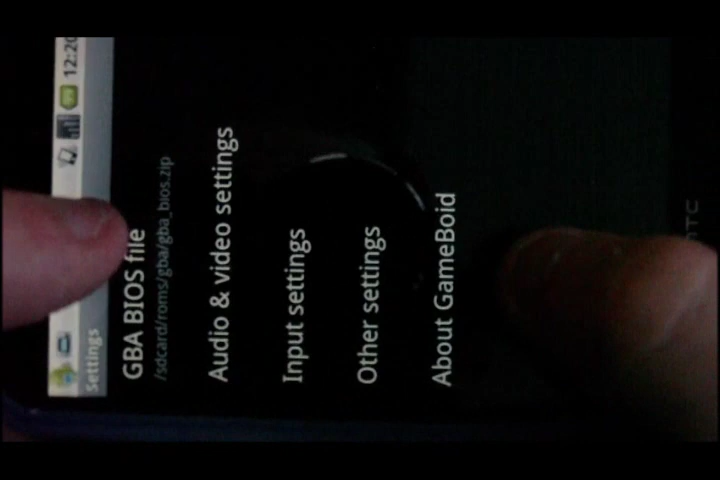 12:20
Settings
GBA BIOS file
/sdcard/roms/gba/gba_bios.zip
Audio & video settings
Input settings
Other settings
About GameBoid
HTC